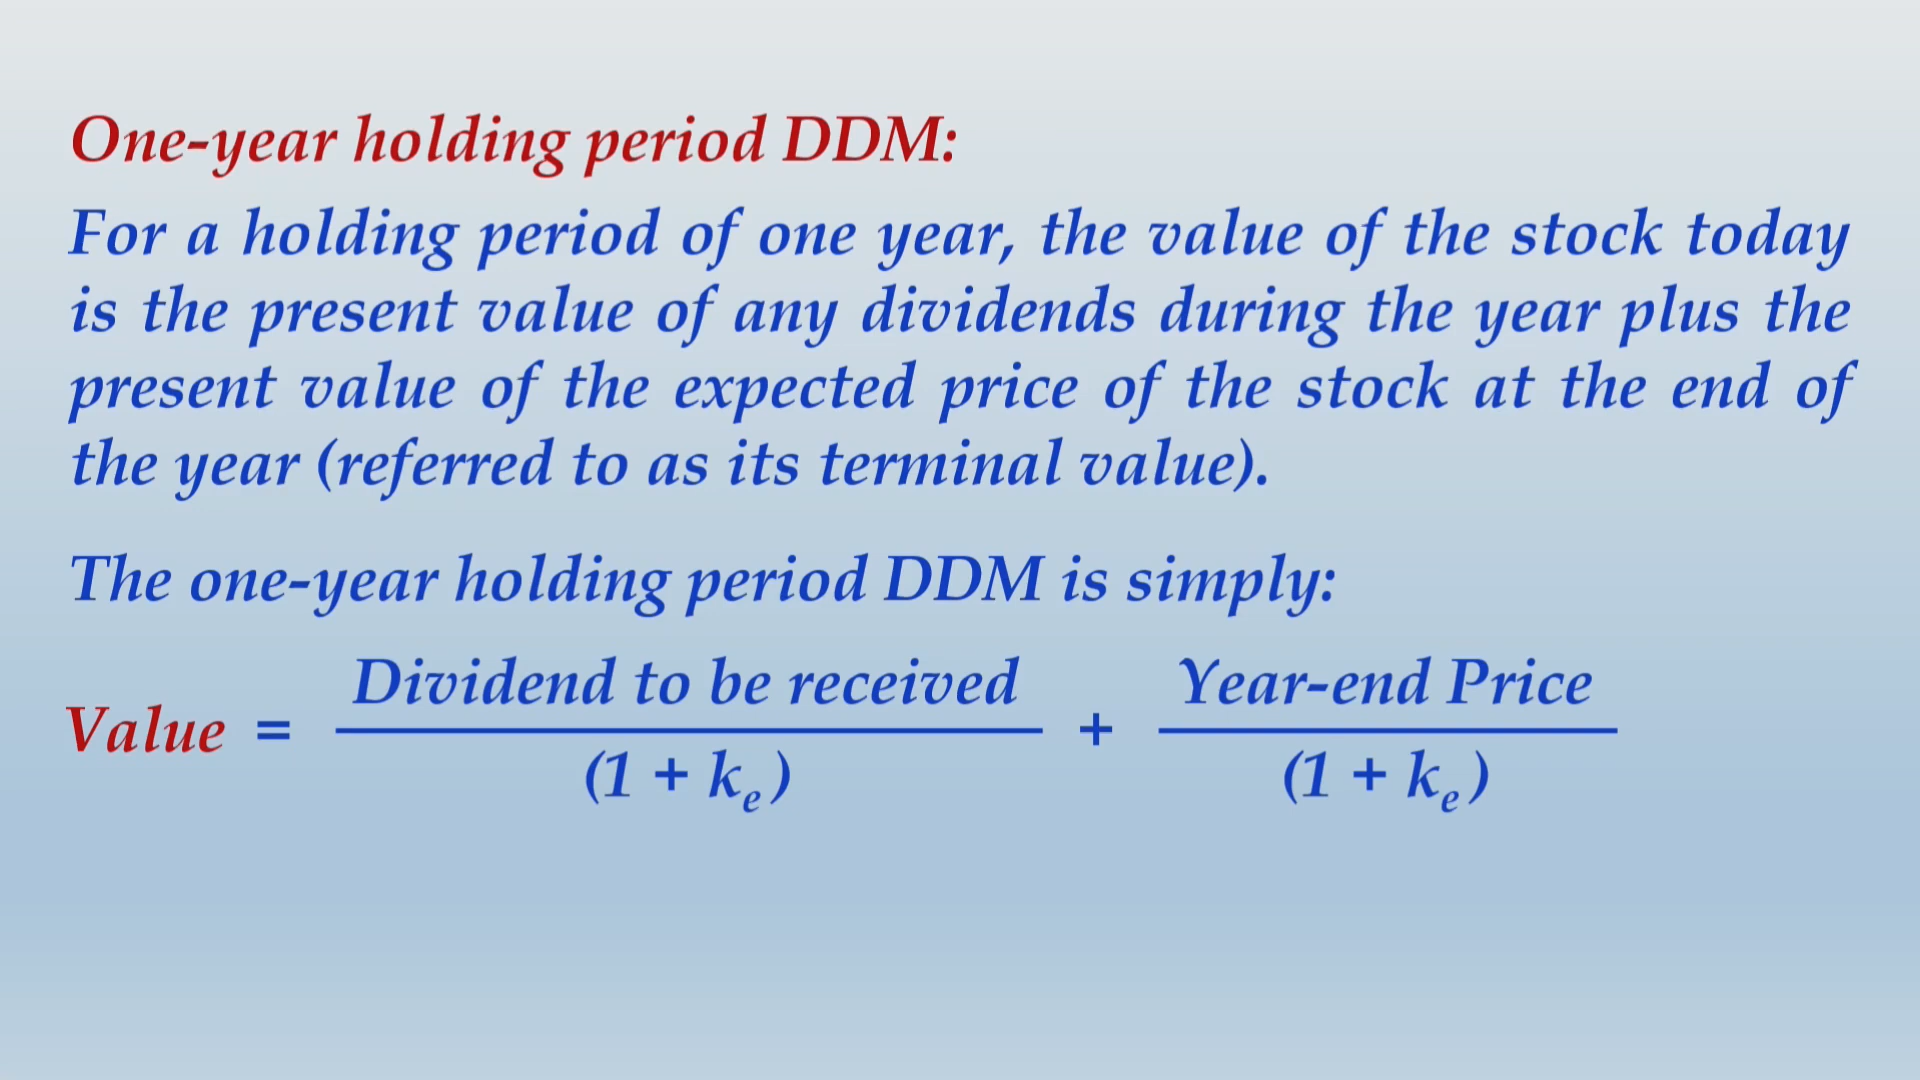 One-year holding period DDM:
For a holding period of one year, the value of the stock today
is the present value of any dividends during the year plus the
present value of the expected price of the stock at the end of
the year (referred to as its terminal value).
The one-year holding period DDM is simply:
Value = Dividend to be received / (1 + ke) + Year-end Price / (1 + ke)